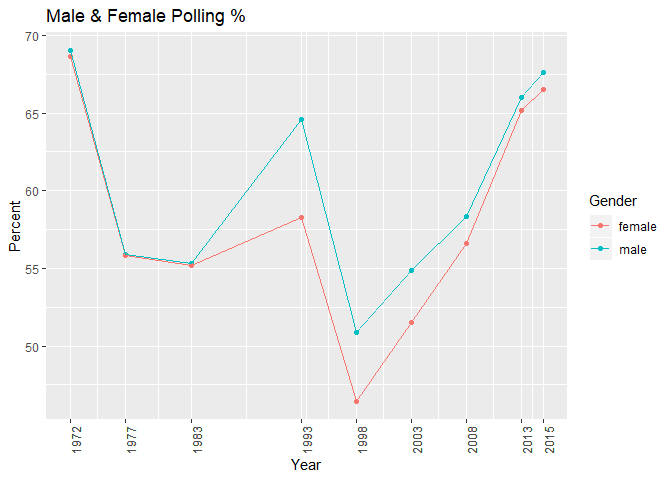 Male & Female Polling %
70
65
60
55
50
Percent
1972
1977
1983
1993
1998
2003
2008
2013
2015
Year
Gender
female
male